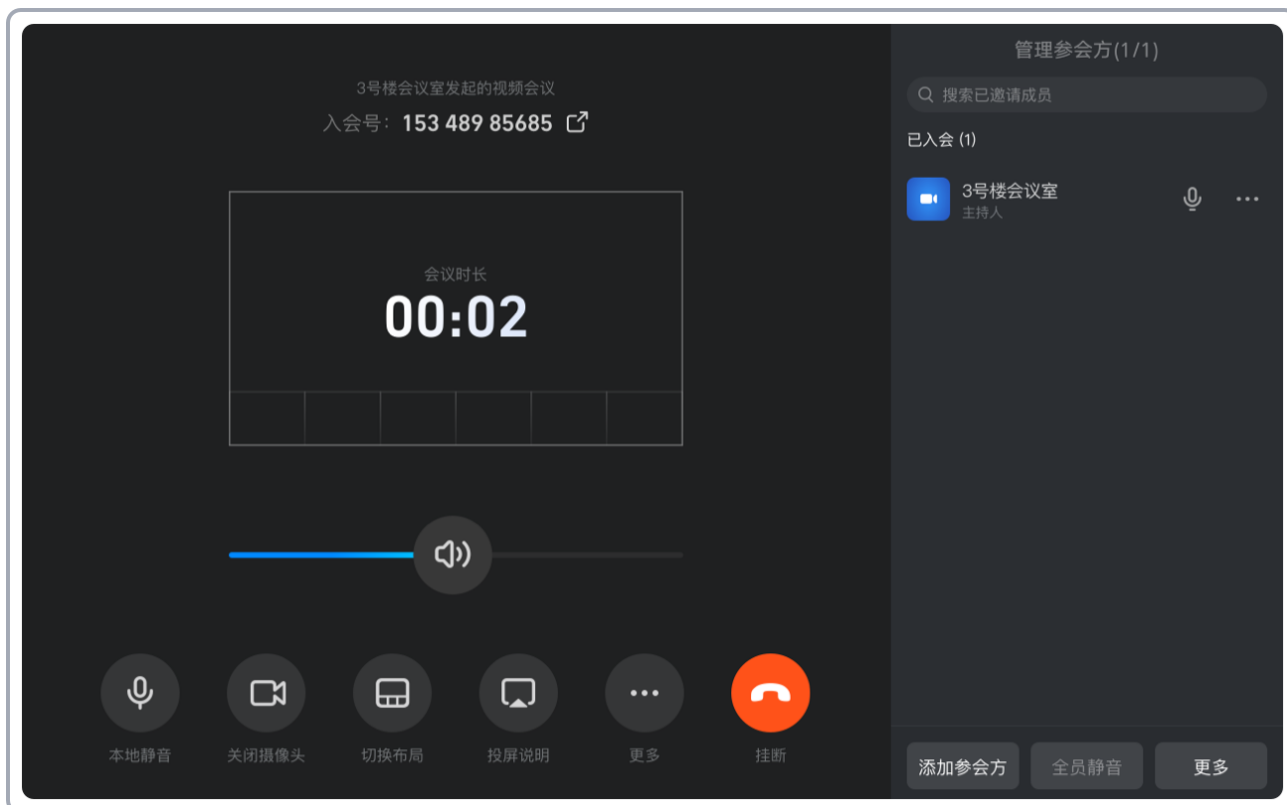 3号楼会议室发起的视频会议
入会号： 153 489 85685
会议时长
00:02
本地静音
关闭摄像头
切换布局
投屏说明
更多
挂断
管理参会方(1/1)
搜索已邀请成员
已入会 (1)
3号楼会议室
主持人
添加参会方
全员静音
更多